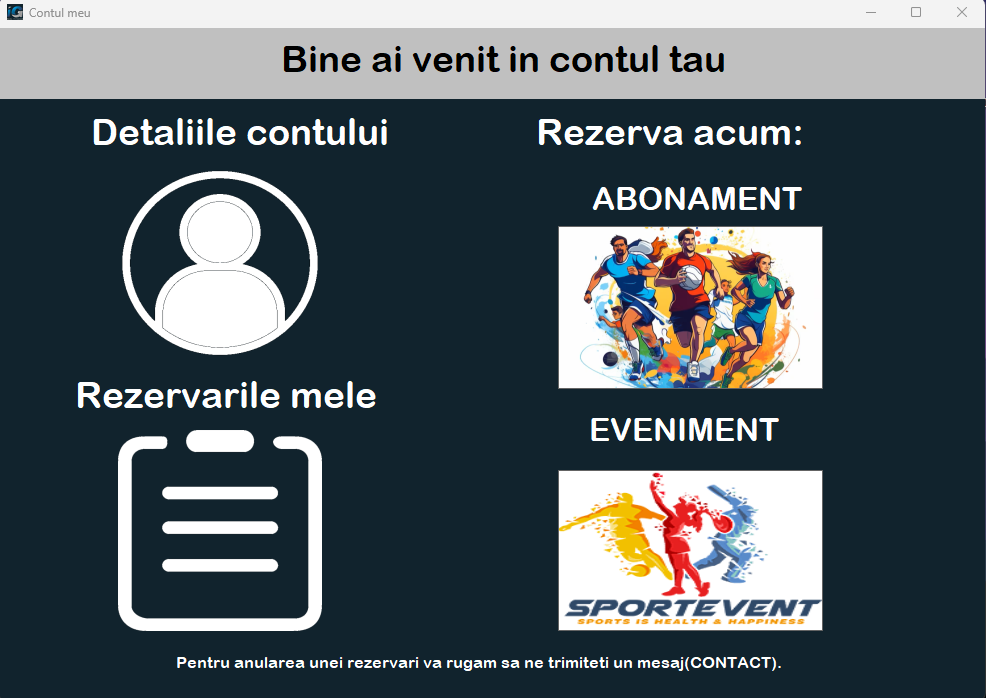 Contul meu
Bine ai venit in contul tau
Detaliile contului
Rezerva acum:
ABONAMENT
Rezervarile mele
EVENIMENT
SPORTEVENT
SPORTS IS HEALTH & HAPPINESS
Pentru anularea unei rezervari va rugam sa ne trimiteti un mesaj(CONTACT).